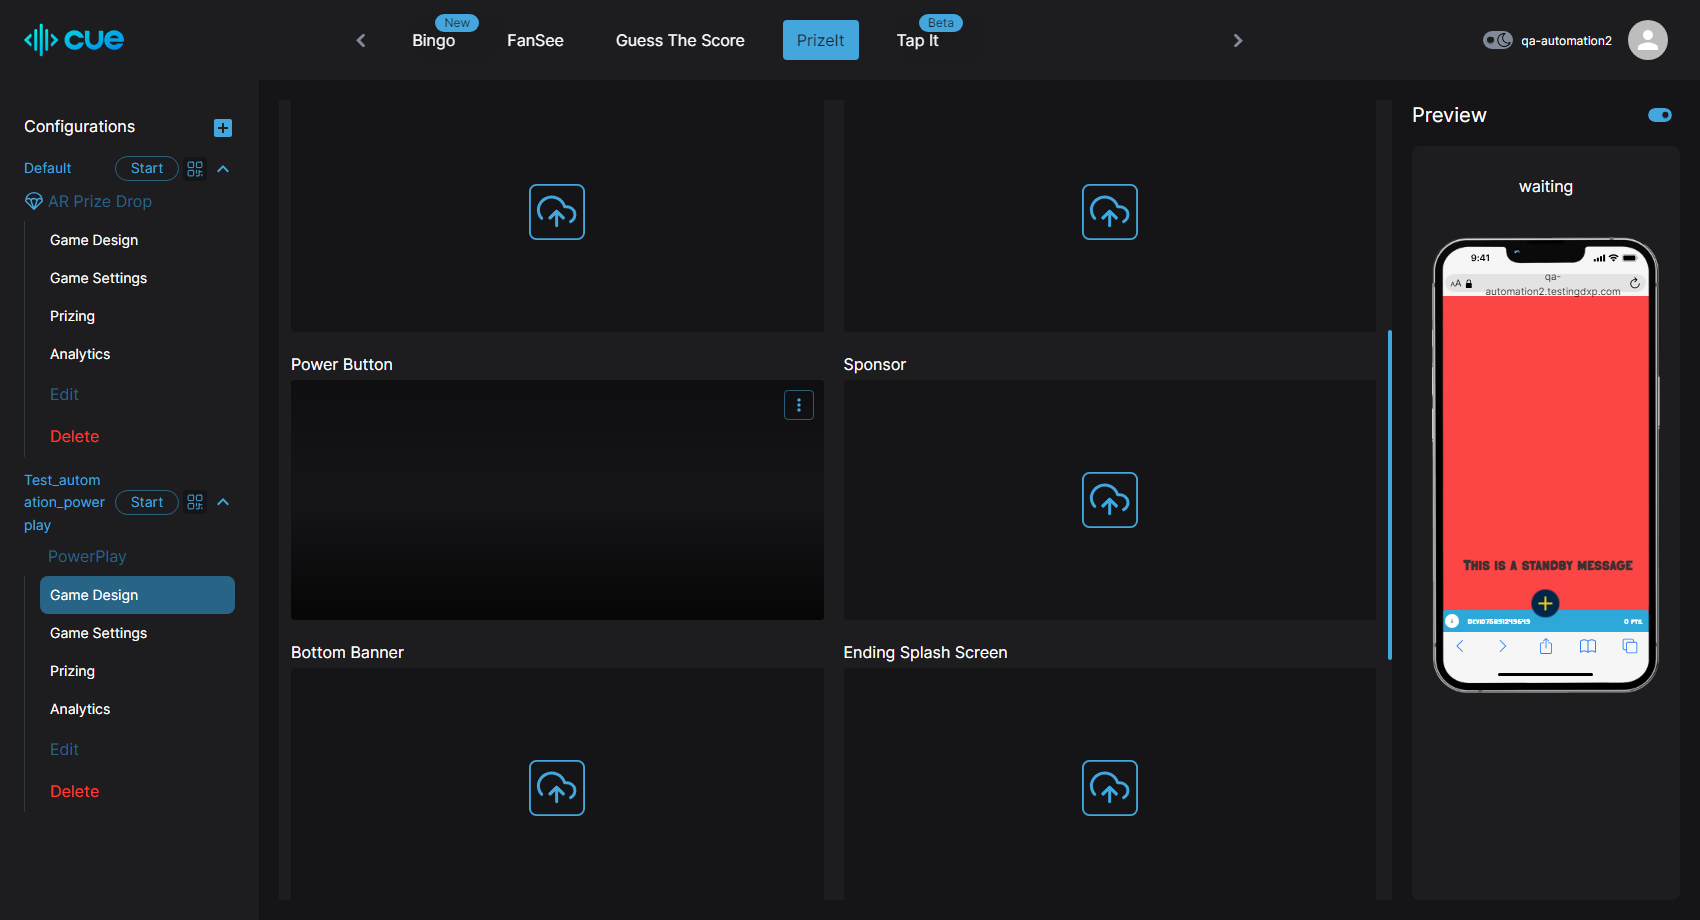 cue
New
Bingo
FanSee
Guess The Score
PrizeIt
Beta
Tap It
qa-automation2
Configurations
Default
Start
AR Prize Drop
Game Design
Game Settings
Prizing
Analytics
Edit
Delete
Test_autom
ation_power
play
Start
PowerPlay
Game Design
Game Settings
Prizing
Analytics
Edit
Delete
Power Button
Sponsor
Bottom Banner
Ending Splash Screen
Preview
waiting
9:41
AA
qa-
automation2.testingdxp.com
This is a standby message
0 PTS.